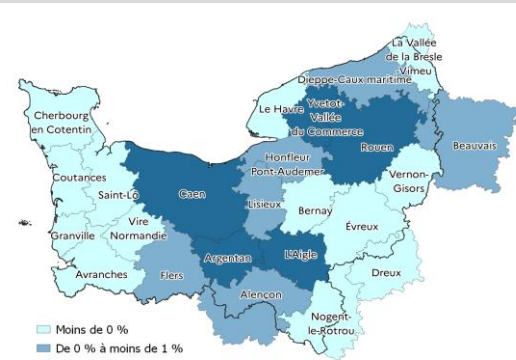 La Vallée
de la Bresle
Vimeu
Dieppe-Caux maritime
Le Havre
Yvetot-
Vallée
du Commerce
Cherbourg
en Cotentin
Rouen
Beauvais
Honfleur
Pont-Audemer
Coutances
Vernon-
Gisors
Saint-Lô
Caen
Lisieux
Bernay
Vire
Normandie
Granville
Évreux
Argentan
L'Aigle
Avranches
Flers
Dreux
Alençon
Nogent-
le-Rotrou
Moins de 0 %
De 0 % à moins de 1 %